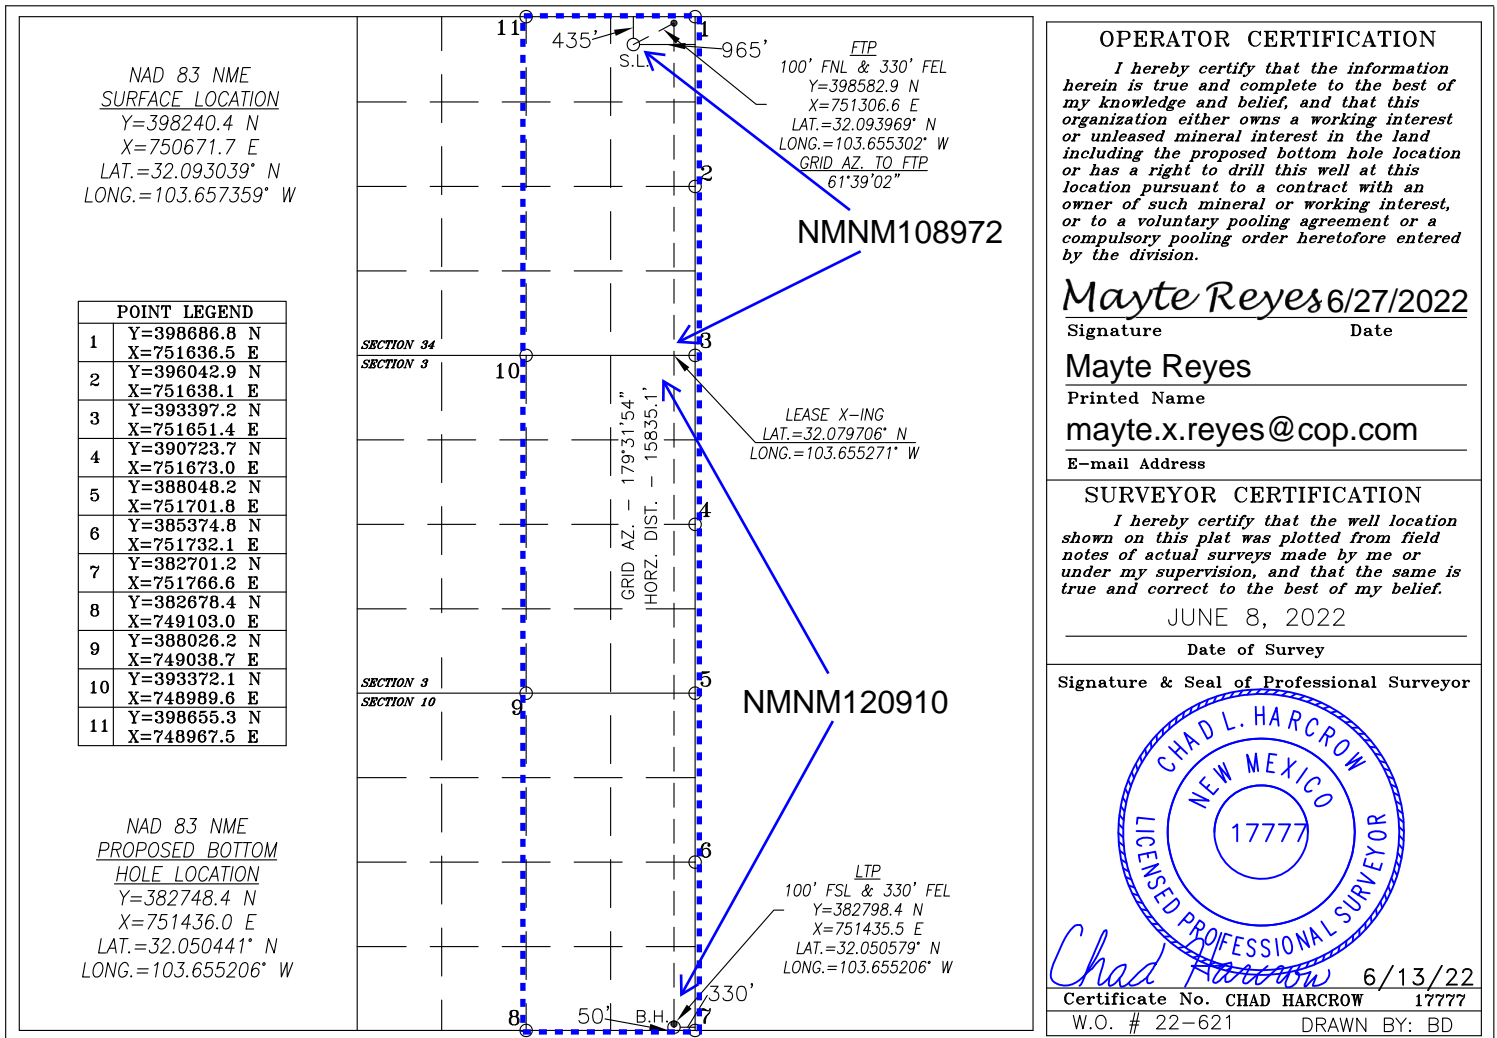 NAD 83 NME
SURFACE LOCATION
Y=398240.4 N
X=750671.7 E
LAT.=32.093039° N
LONG.=103.657359° W
POINT LEGEND
1 Y=398686.8 N
X=751636.5 E
2 Y=396042.9 N
X=751638.1 E
3 Y=393397.2 N
X=751651.4 E
4 Y=390723.7 N
X=751673.0 E
5 Y=388048.2 N
X=751701.8 E
6 Y=385374.8 N
X=751732.1 E
7 Y=382701.2 N
X=751766.6 E
8 Y=382678.4 N
X=749103.0 E
9 Y=388026.2 N
X=749038.7 E
10 Y=393372.1 N
X=748989.6 E
11 Y=398655.3 N
X=748967.5 E
NAD 83 NME
PROPOSED BOTTOM
HOLE LOCATION
Y=382748.4 N
X=751436.0 E
LAT.=32.050441° N
LONG.=103.655206° W
11
1
435'
965'
S.L.
2
SECTION 34
SECTION 3
10
3
GRID AZ. - 179°31'54"
HORZ. DIST. - 15835.1'
4
SECTION 3
SECTION 10
9
5
6
8
50'
B.H.
7
330'
FTP
100' FNL & 330' FEL
Y=398582.9 N
X=751306.6 E
LAT.=32.093969° N
LONG.=103.655302° W
GRID AZ. TO FTP
61°39'02"
NMNM108972
LEASE X-ING
LAT.=32.079706° N
LONG.=103.655271° W
NMNM120910
LTP
100' FSL & 330' FEL
Y=382798.4 N
X=751435.5 E
LAT.=32.050579° N
LONG.=103.655206° W
OPERATOR CERTIFICATION
I hereby certify that the information
herein is true and complete to the best of
my knowledge and belief, and that this
organization either owns a working interest
or unleased mineral interest in the land
including the proposed bottom hole location
or has a right to drill this well at this
location pursuant to a contract with an
owner of such mineral or working interest,
or to a voluntary pooling agreement or a
compulsory pooling order heretofore entered
by the division.
Mayte Reyes 6/27/2022
Signature Date
Mayte Reyes
Printed Name
mayte.x.reyes@cop.com
E-mail Address
SURVEYOR CERTIFICATION
I hereby certify that the well location
shown on this plat was plotted from field
notes of actual surveys made by me or
under my supervision, and that the same is
true and correct to the best of my belief.
JUNE 8, 2022
Date of Survey
Signature & Seal of Professional Surveyor
CHAD L. HARCROW
NEW MEXICO
17777
LICENSED PROFESSIONAL SURVEYOR
Chad Harcrow 6/13/22
Certificate No. CHAD HARCROW 17777
W.O. # 22-621 DRAWN BY: BD